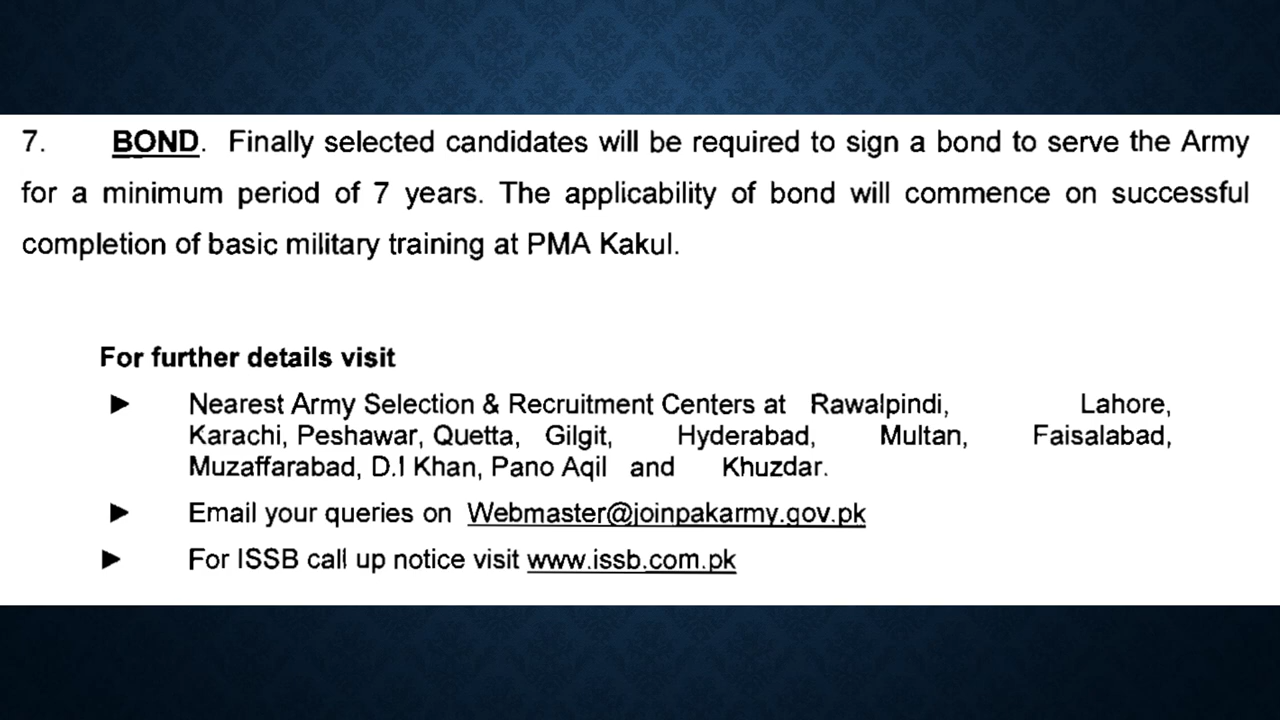 7. BOND. Finally selected candidates will be required to sign a bond to serve the Army
for a minimum period of 7 years. The applicability of bond will commence on successful
completion of basic military training at PMA Kakul.
For further details visit
► Nearest Army Selection & Recruitment Centers at Rawalpindi, Lahore,
Karachi, Peshawar, Quetta, Gilgit, Hyderabad, Multan, Faisalabad,
Muzaffarabad, D.I Khan, Pano Aqil and Khuzdar.
► Email your queries on Webmaster@joinpakarmy.gov.pk
► For ISSB call up notice visit www.issb.com.pk